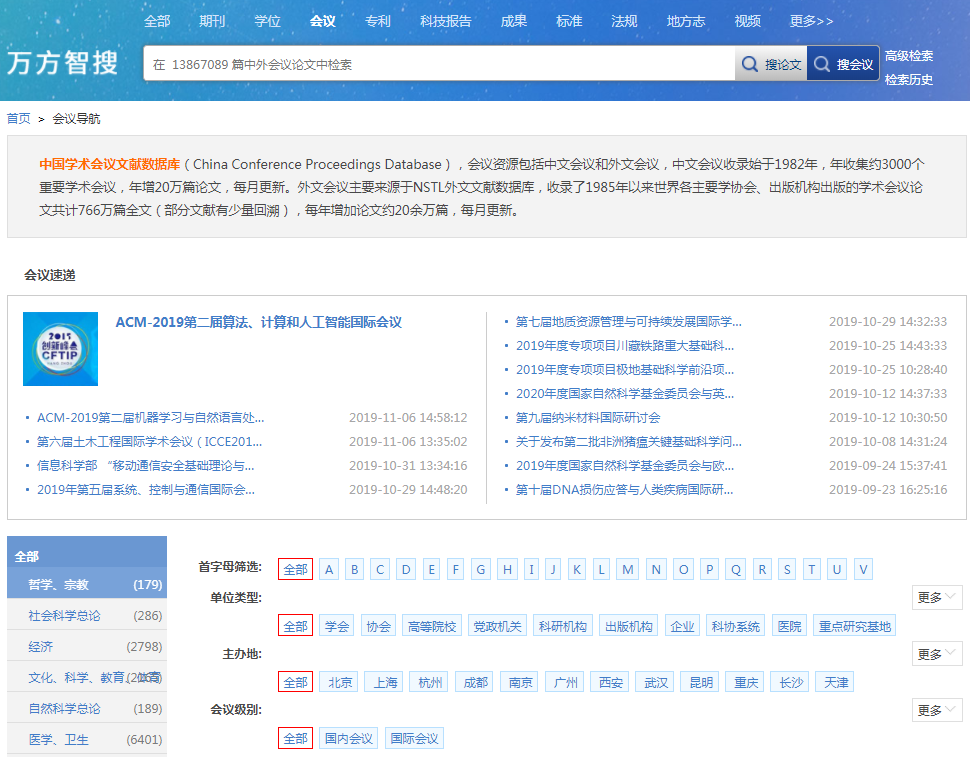 全部 期刊 学位 会议 专利 科技报告 成果 标准 法规 地方志 视频 更多>>
万方智搜
在 13867089 篇中外会议论文中检索
搜论文 搜会议
高级检索
检索历史
首页 > 会议导航
中国学术会议文献数据库（China Conference Proceedings Database），会议资源包括中文会议和外文会议，中文会议收录始于1982年，年收集约3000个
重要学术会议，年增20万篇论文，每月更新。外文会议主要来源于NSTL外文文献数据库，收录了1985年以来世界各主要学协会、出版机构出版的学术会议论
文共计766万篇全文（部分文献有少量回溯），每年增加论文约20余万篇，每月更新。
会议速递
2019
创新峰会
CFTIP
ACM-2019第二届算法、计算和人工智能国际会议
ACM-2019第二届机器学习与自然语言处... 2019-11-06 14:58:12
第六届土木工程国际学术会议（ICCE201... 2019-11-06 13:35:02
信息科学部 “移动通信安全基础理论与... 2019-10-31 13:34:16
2019年第五届系统、控制与通信国际会... 2019-10-29 14:48:20
第七届地质资源管理与可持续发展国际学... 2019-10-29 14:32:33
2019年度专项项目川藏铁路重大基础科... 2019-10-25 14:43:33
2019年度专项项目极地基础科学前沿项... 2019-10-25 10:28:40
2020年度国家自然科学基金委员会与英... 2019-10-12 14:37:33
第九届纳米材料国际研讨会 2019-10-12 10:30:50
关于发布第二批非洲猪瘟关键基础科学问... 2019-10-08 14:31:24
2019年度国家自然科学基金委员会与欧... 2019-09-24 15:37:41
第十届DNA损伤应答与人类疾病国际研... 2019-09-23 16:25:16
全部
哲学、宗教 (179)
社会科学总论 (286)
经济 (2798)
文化、科学、教育、体育
自然科学总论 (189)
医学、卫生 (6401)
首字母筛选: 全部 A B C D E F G H I J K L M N O P Q R S T U V
单位类型: 更多
全部 学会 协会 高等院校 党政机关 科研机构 出版机构 企业 科协系统 医院 重点研究基地
主办地: 更多
全部 北京 上海 杭州 成都 南京 广州 西安 武汉 昆明 重庆 长沙 天津
会议级别: 更多
全部 国内会议 国际会议